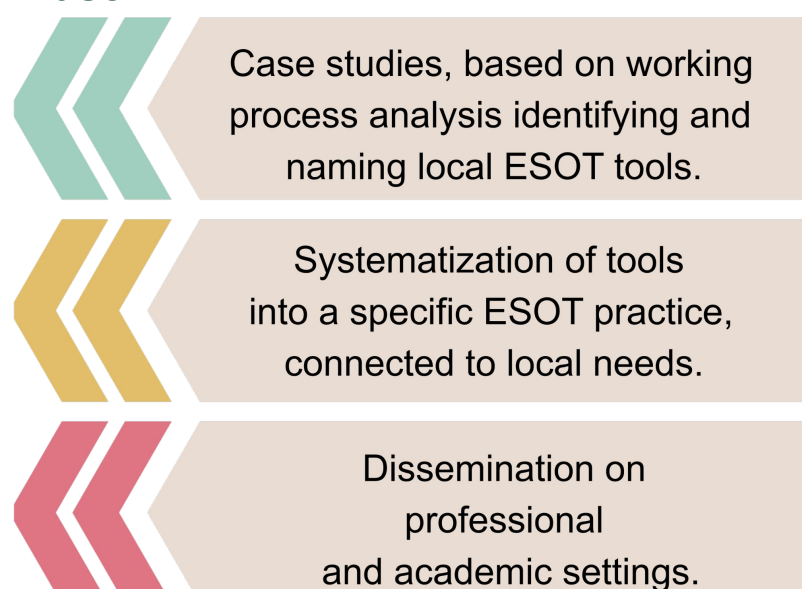 Case studies, based on working
process analysis identifying and
naming local ESOT tools.
Systematization of tools
into a specific ESOT practice,
connected to local needs.
Dissemination on
professional
and academic settings.